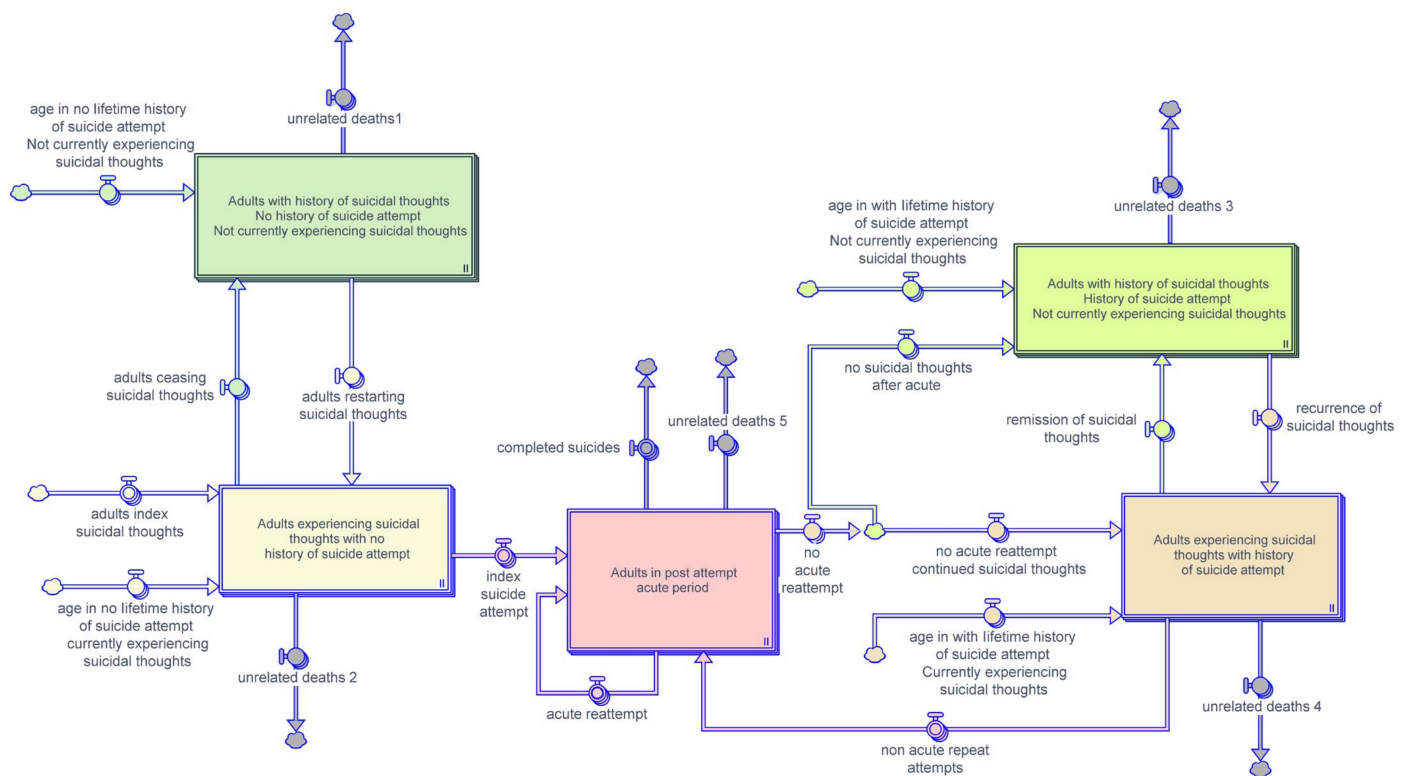 unrelated deaths1
age in no lifetime history
of suicide attempt
Not currently experiencing
suicidal thoughts
Adults with history of suicidal thoughts
No history of suicide attempt
Not currently experiencing suicidal thoughts
adults ceasing
suicidal thoughts
adults restarting
suicidal thoughts
adults index
suicidal thoughts
Adults experiencing suicidal
thoughts with no
history of suicide attempt
age in no lifetime history
of suicide attempt
currently experiencing
suicidal thoughts
unrelated deaths 2
index
suicide
attempt
completed suicides
unrelated deaths 5
Adults in post attempt
acute period
acute reattempt
no
acute
reattempt
unrelated deaths 3
age in with lifetime history
of suicide attempt
Not currently experiencing
suicidal thoughts
Adults with history of suicidal thoughts
History of suicide attempt
Not currently experiencing suicidal thoughts
no suicidal thoughts
after acute
remission of suicidal
thoughts
recurrence of
suicidal thoughts
no acute reattempt
continued suicidal thoughts
Adults experiencing suicidal
thoughts with history
of suicide attempt
age in with lifetime history
of suicide attempt
Currently experiencing
suicidal thoughts
unrelated deaths 4
non acute repeat
attempts